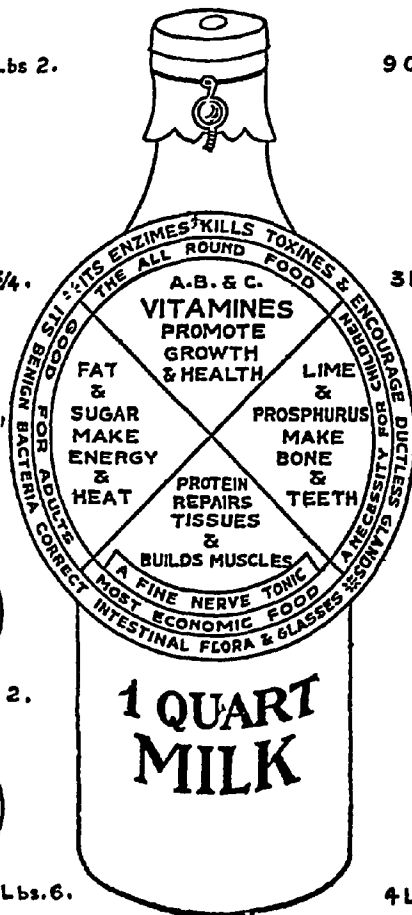 Lbs 2.
9 O
3/4.
3 L
2.
Lbs. 6.
4 L
ITS ENZIMES KILLS TOXINES & ENCOURAGE DUCTLESS GLANDS
ITS BENIGN BACTERIA CORRECT INTESTINAL FLORA & GLASSES
THE ALL ROUND FOOD
GOOD FOR ADULTS
A NECESSITY FOR CHILDREN
MOST ECONOMIC FOOD
A.B. & C.
VITAMINES
PROMOTE
GROWTH
& HEALTH
FAT
&
SUGAR
MAKE
ENERGY
&
HEAT
LIME
&
PROSPHURUS
MAKE
BONE
&
TEETH
PROTEIN
REPAIRS
TISSUES
&
BUILDS MUSCLES
A FINE NERVE TONIC
1 QUART
MILK